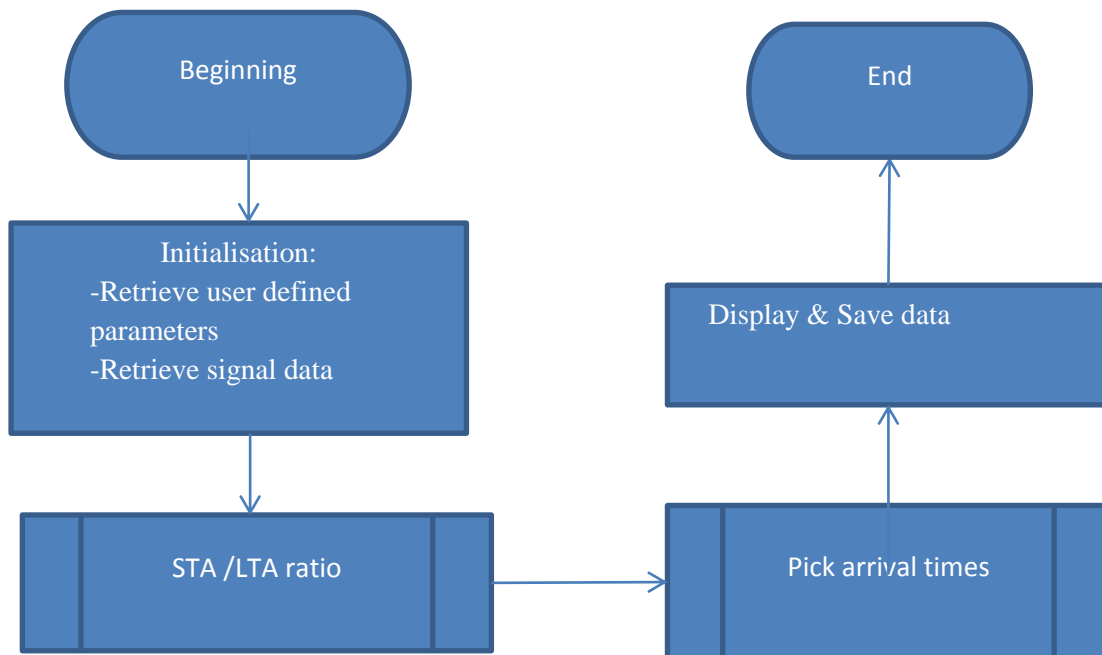 Beginning
Initialisation:
-Retrieve user defined
parameters
-Retrieve signal data
STA /LTA ratio
Pick arrival times
Display & Save data
End